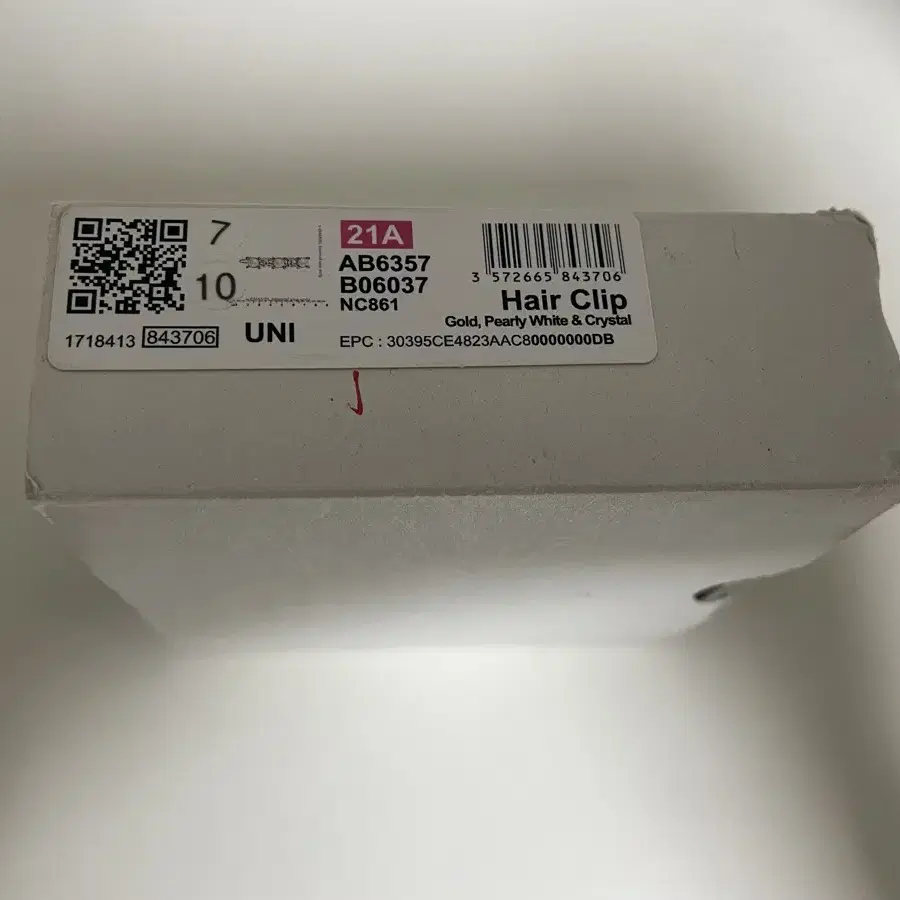 7
10
1718413 843706 UNI
21A
AB6357
B06037
NC861
3 572665 843706
Hair Clip
Gold, Pearly White & Crystal
EPC : 30395CE4823AAC80000000DB